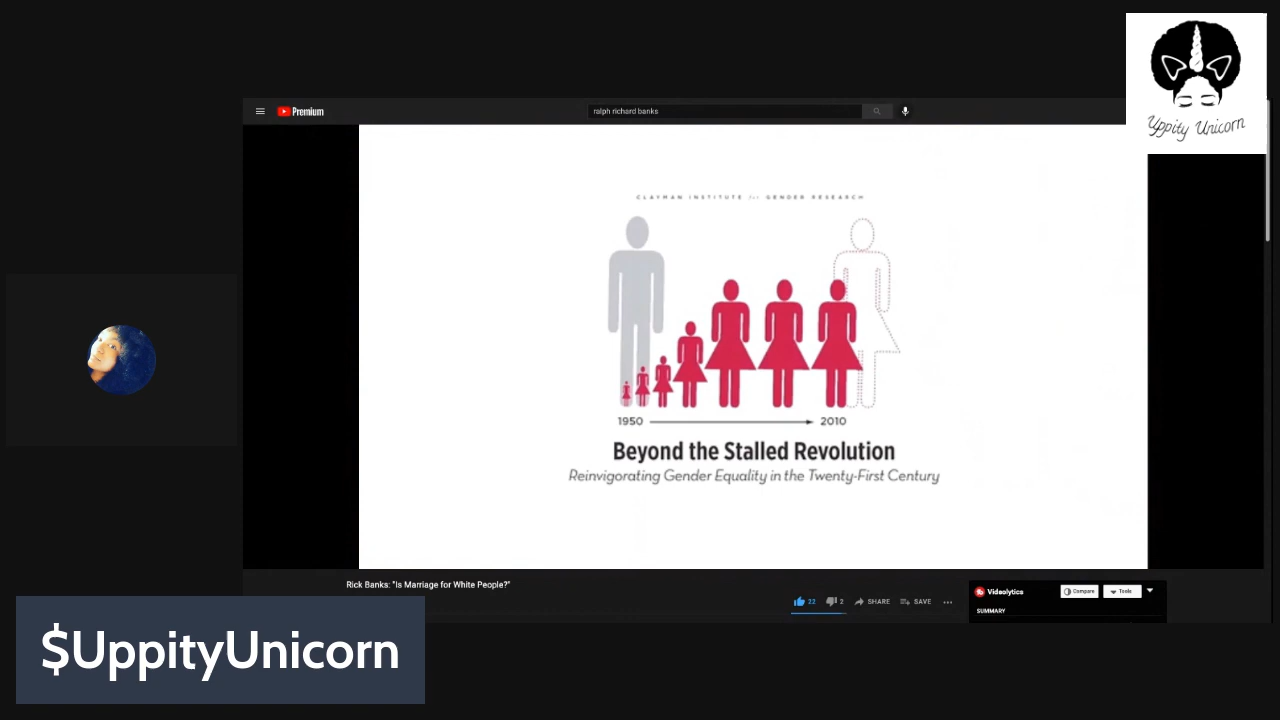 Premium
ralph richard banks
Uppity Unicorn
CLAYMAN INSTITUTE for GENDER RESEARCH
1950
2010
Beyond the Stalled Revolution
Reinvigorating Gender Equality in the Twenty-First Century
Rick Banks: "Is Marriage for White People?"
22
2
SHARE
SAVE
Videolytics
Compare
Tools
SUMMARY
$UppityUnicorn